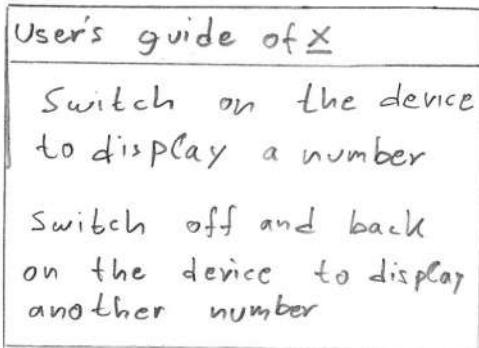 User's guide of X
Switch on the device
to display a number
Switch off and back
on the device to display
another number